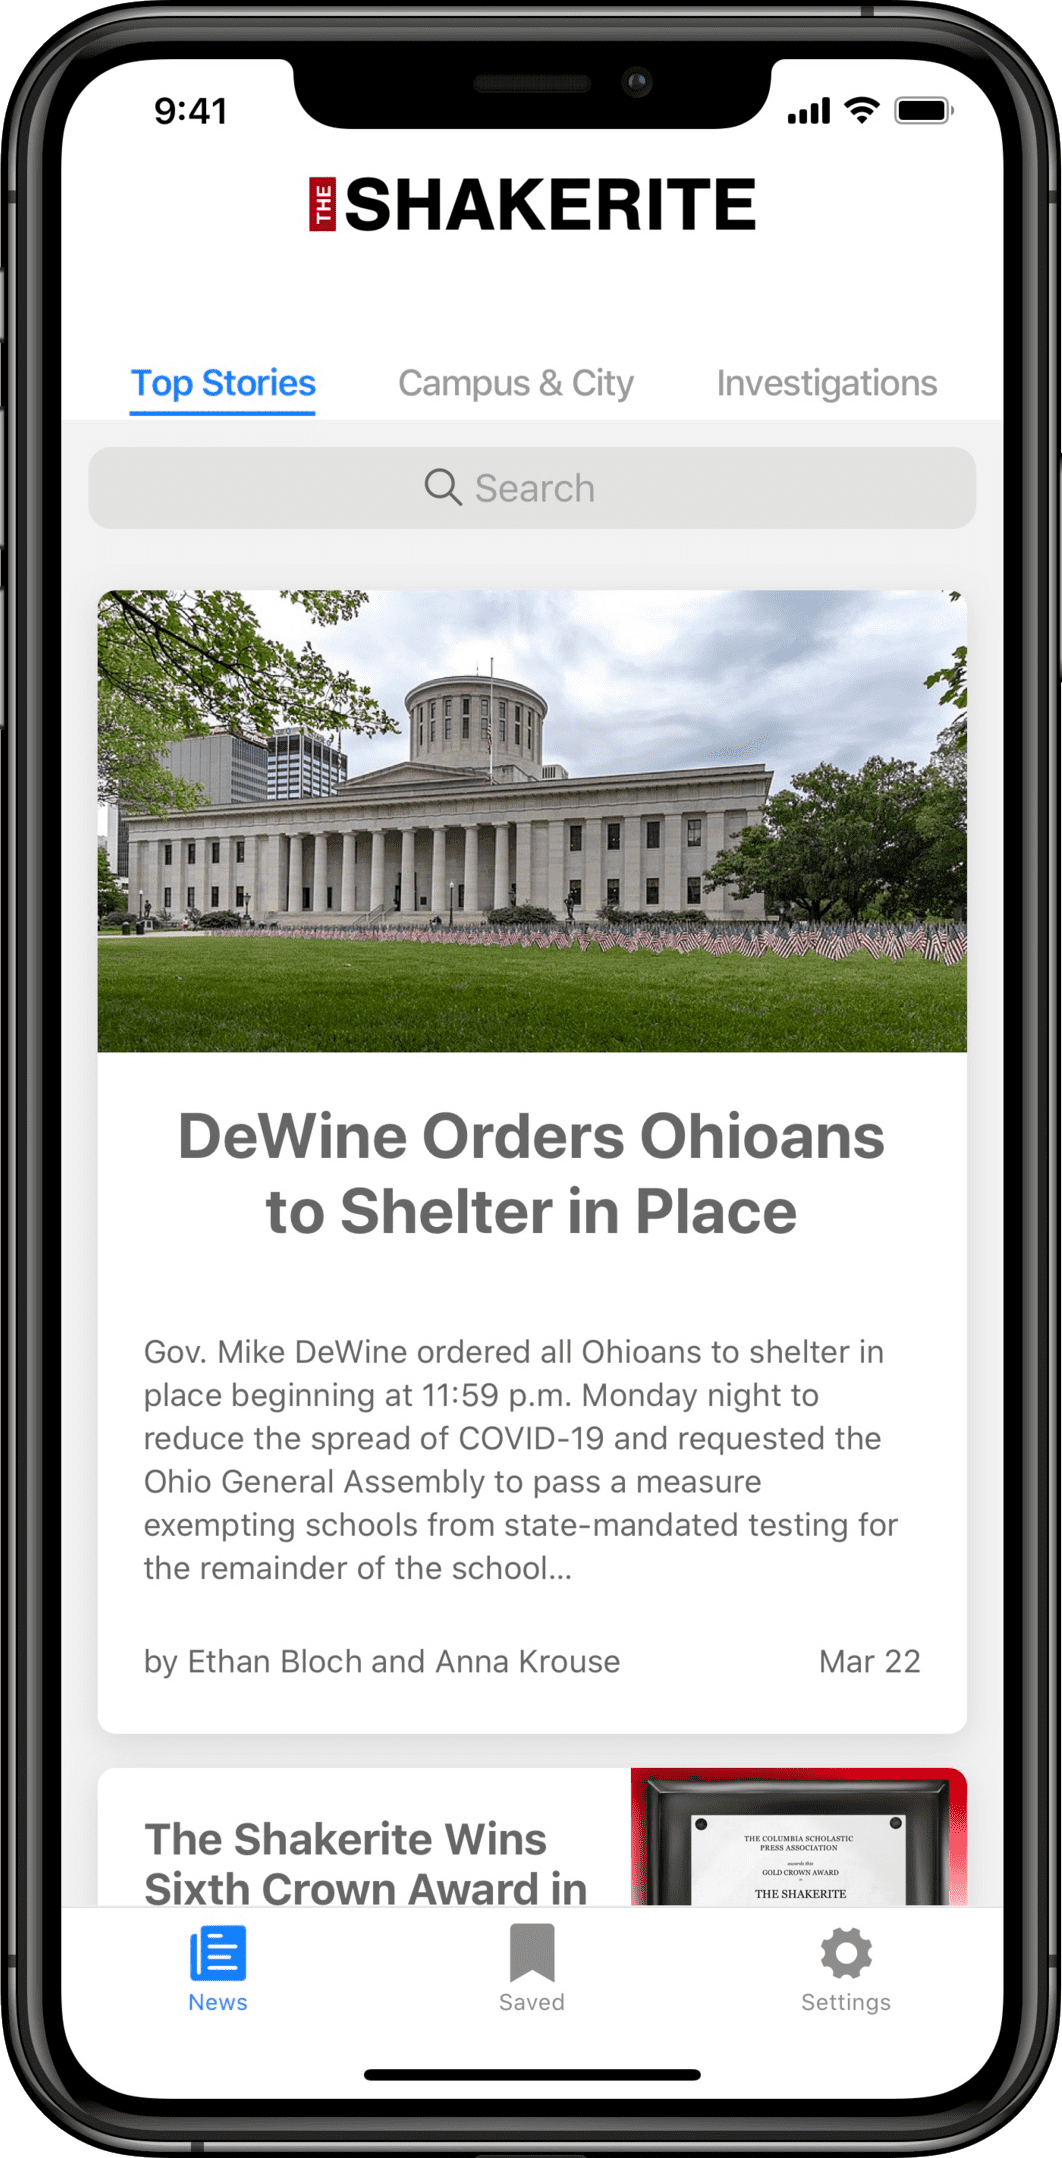 9:41
THE SHAKERITE
Top Stories Campus & City Investigations
Search
DeWine Orders Ohioans
to Shelter in Place
Gov. Mike DeWine ordered all Ohioans to shelter in
place beginning at 11:59 p.m. Monday night to
reduce the spread of COVID-19 and requested the
Ohio General Assembly to pass a measure
exempting schools from state-mandated testing for
the remainder of the school...
by Ethan Bloch and Anna Krouse Mar 22
The Shakerite Wins
Sixth Crown Award in
THE COLUMBIA SCHOLASTIC
PRESS ASSOCIATION
awards this
GOLD CROWN AWARD
to
THE SHAKERITE
News Saved Settings